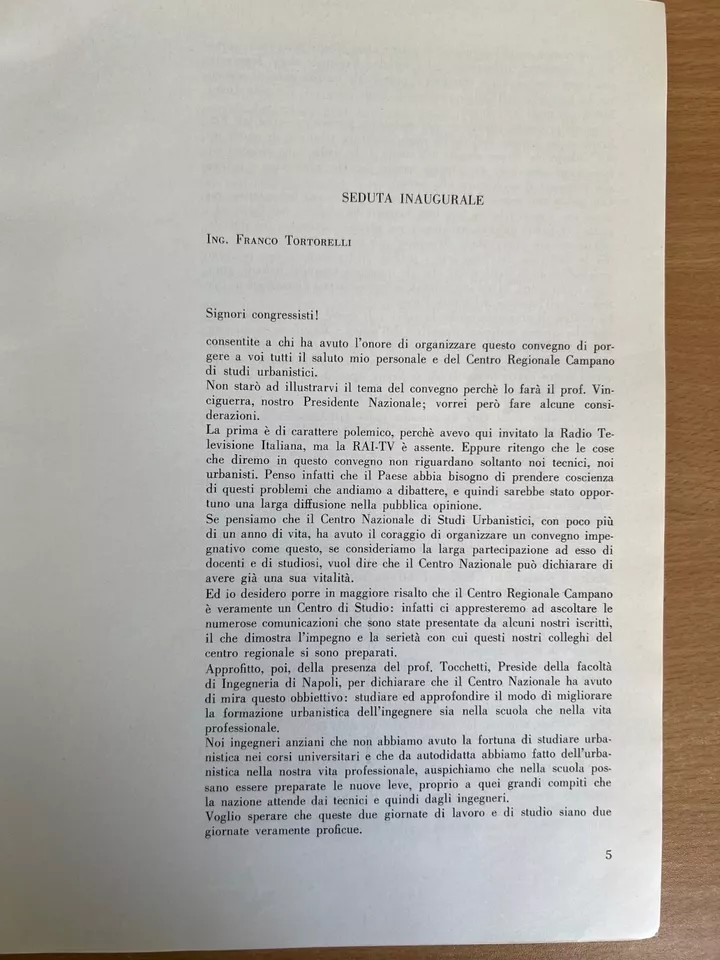 SEDUTA INAUGURALE
ING. FRANCO TORTORELLI
Signori congressisti!
consentite a chi ha avuto l'onore di organizzare questo convegno di por-
gere a voi tutti il saluto mio personale e del Centro Regionale Campano
di studi urbanistici.
Non starò ad illustrarvi il tema del convegno perchè lo farà il prof. Vin-
ciguerra, nostro Presidente Nazionale; vorrei però fare alcune consi-
derazioni.
La prima è di carattere polemico, perchè avevo qui invitato la Radio Te-
levisione Italiana, ma la RAI-TV è assente. Eppure ritengo che le cose
che diremo in questo convegno non riguardano soltanto noi tecnici, noi
urbanisti. Penso infatti che il Paese abbia bisogno di prendere coscienza
di questi problemi che andiamo a dibattere, e quindi sarebbe stato oppor-
tuno una larga diffusione nella pubblica opinione.
Se pensiamo che il Centro Nazionale di Studi Urbanistici, con poco più
di un anno di vita, ha avuto il coraggio di organizzare un convegno impe-
gnativo come questo, se consideriamo la larga partecipazione ad esso di
docenti e di studiosi, vuol dire che il Centro Nazionale può dichiarare di
avere già una sua vitalità.
Ed io desidero porre in maggiore risalto che il Centro Regionale Campano
è veramente un Centro di Studio: infatti ci appresteremo ad ascoltare le
numerose comunicazioni che sono state presentate da alcuni nostri iscritti,
il che dimostra l'impegno e la serietà con cui questi nostri colleghi del
centro regionale si sono preparati.
Approfitto, poi, della presenza del prof. Tocchetti, Preside della facoltà
di Ingegneria di Napoli, per dichiarare che il Centro Nazionale ha avuto
di mira questo obbiettivo: studiare ed approfondire il modo di migliorare
la formazione urbanistica dell'ingegnere sia nella scuola che nella vita
professionale.
Noi ingegneri anziani che non abbiamo avuto la fortuna di studiare urba-
nistica nei corsi universitari e che da autodidatta abbiamo fatto dell'urba-
nistica nella nostra vita professionale, auspichiamo che nella scuola pos-
sano essere preparate le nuove leve, proprio a quei grandi compiti che
la nazione attende dai tecnici e quindi dagli ingegneri.
Voglio sperare che queste due giornate di lavoro e di studio siano due
giornate veramente proficue.
5